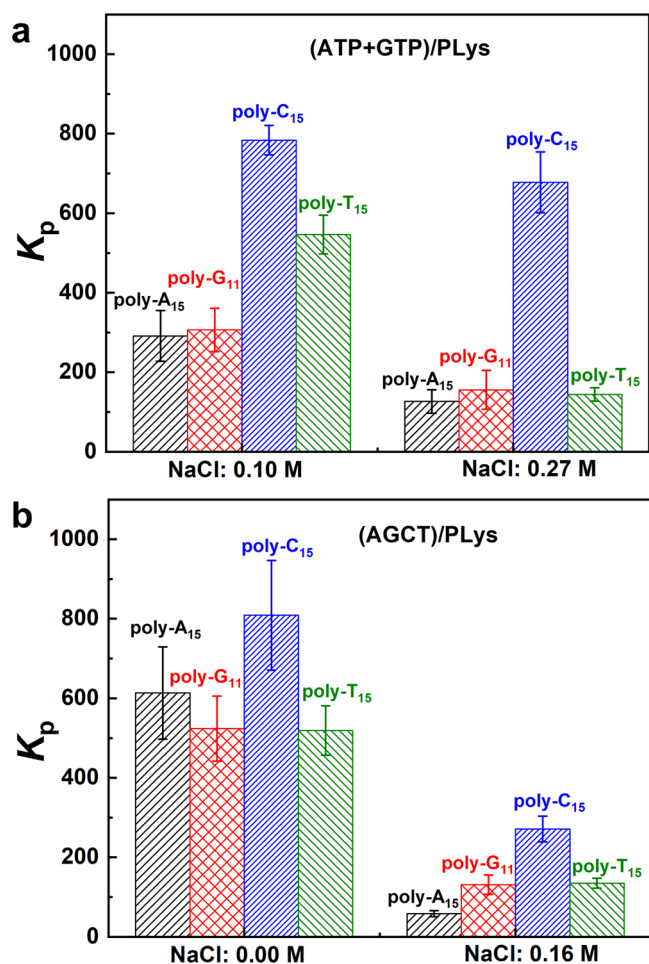 a
(ATP+GTP)/PLys
1000
800
600
400
200
0
Kp
poly-A15
poly-G11
poly-C15
poly-T15
poly-A15
poly-G11
poly-C15
poly-T15
NaCl: 0.10 M
NaCl: 0.27 M
b
(AGCT)/PLys
1000
800
600
400
200
0
Kp
poly-A15
poly-G11
poly-C15
poly-T15
poly-A15
poly-G11
poly-C15
poly-T15
NaCl: 0.00 M
NaCl: 0.16 M